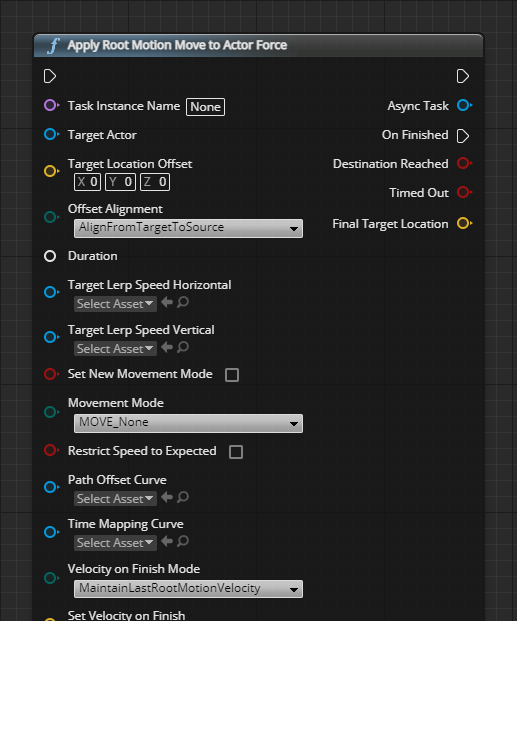 f Apply Root Motion Move to Actor Force
Task Instance Name None Async Task
Target Actor On Finished
Target Location Offset Destination Reached
X 0 Y 0 Z 0
Timed Out
Offset Alignment
AlignFromTargetToSource Final Target Location
Duration
Target Lerp Speed Horizontal
Select Asset
Target Lerp Speed Vertical
Select Asset
Set New Movement Mode
Movement Mode
MOVE_None
Restrict Speed to Expected
Path Offset Curve
Select Asset
Time Mapping Curve
Select Asset
Velocity on Finish Mode
MaintainLastRootMotionVelocity
Set Velocity on Finish